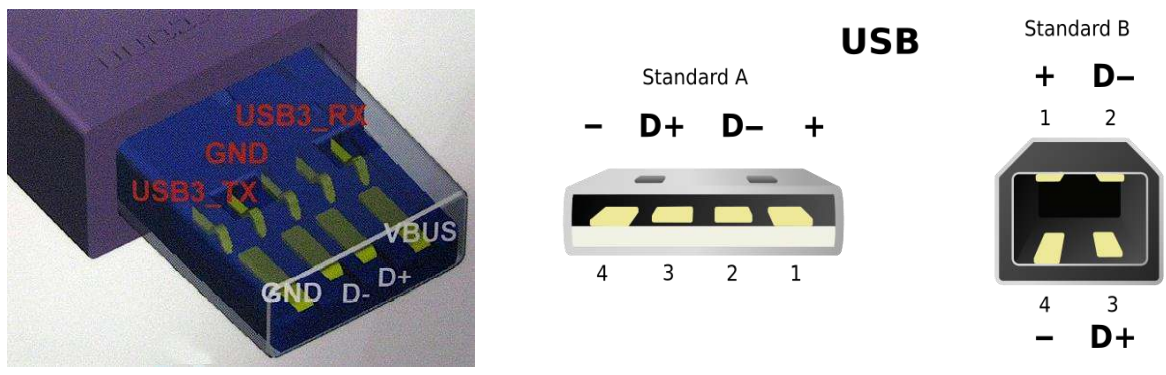 USB3_RX
GND
USB3_TX
VBUS
D+
D-
GND
USB
Standard A
− D+ D− +
4 3 2 1
Standard B
+ D−
1 2
4 3
− D+